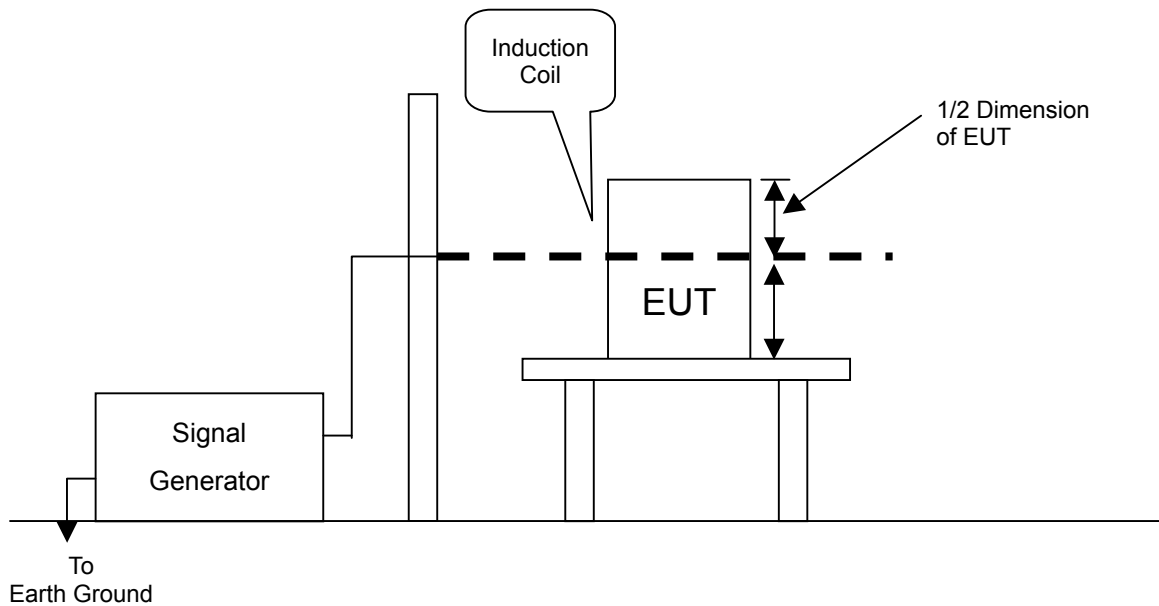 Induction
Coil
1/2 Dimension
of EUT
EUT
Signal
Generator
To
Earth Ground